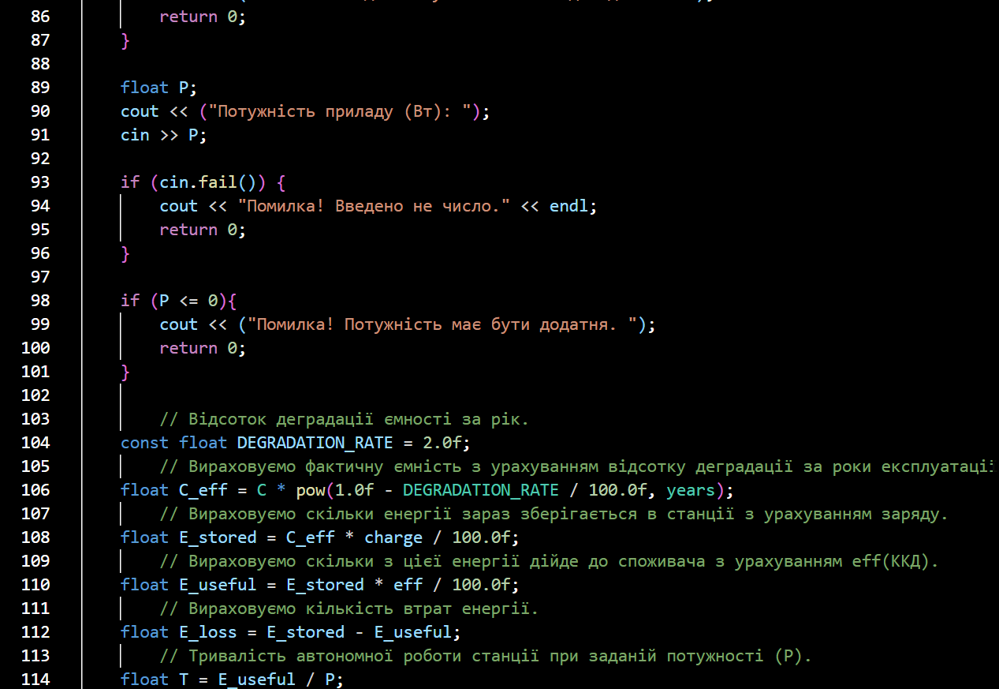 86 return 0;
87 }
88
89 float P;
90 cout << ("Потужність приладу (Вт): ");
91 cin >> P;
92
93 if (cin.fail()) {
94 cout << "Помилка! Введено не число." << endl;
95 return 0;
96 }
97
98 if (P <= 0){
99 cout << ("Помилка! Потужність має бути додатня. ");
100 return 0;
101 }
102
103 // Відсоток деградації ємності за рік.
104 const float DEGRADATION_RATE = 2.0f;
105 // Вираховуємо фактичну ємність з урахуванням відсотку деградації за роки експлуатаціі
106 float C_eff = C * pow(1.0f - DEGRADATION_RATE / 100.0f, years);
107 // Вираховуємо скільки енергії зараз зберігається в станції з урахуванням заряду.
108 float E_stored = C_eff * charge / 100.0f;
109 // Вираховуємо скільки з цієї енергії дійде до споживача з урахуванням eff(ККД).
110 float E_useful = E_stored * eff / 100.0f;
111 // Вираховуємо кількість втрат енергії.
112 float E_loss = E_stored - E_useful;
113 // Тривалість автономної роботи станції при заданій потужності (P).
114 float T = E_useful / P;